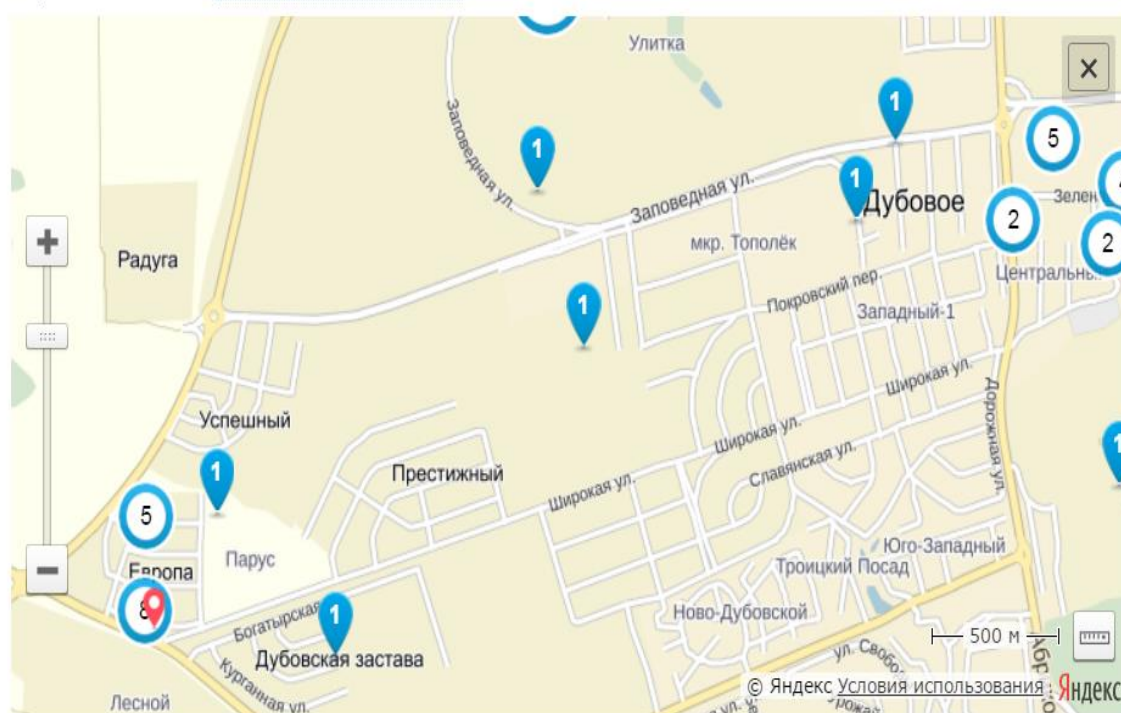 Улитка
1
5
1
Заповедная ул.
1
Заповедная ул.
Дубовое
Зелен
2
2
мкр. Тополёк
Радуга
Центральны
Покровский пер.
1
Западный-1
Широкая ул.
Успешный
Дорожная ул.
Широкая ул.
1
Славянская ул.
1
Престижный
Широкая ул.
5
Юго-Западный
Парус
Троицкий Посад
Европа
8
1
Богатырская
Ново-Дубовской
500 м
Дубовская застава
ул. Свобо
Курганная ул.
Лесной
© Яндекс Условия использования
Яндекс